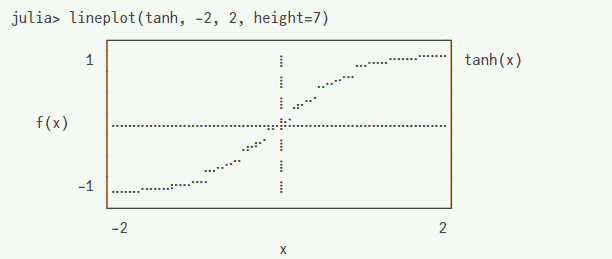 julia> lineplot(tanh, -2, 2, height=7)
1 tanh(x)
f(x)
-1
-2 2
x